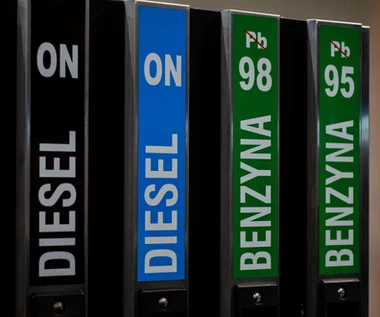 ON
DIESEL
ON
DIESEL
Pb
98
BENZYNA
Pb
95
BENZYNA